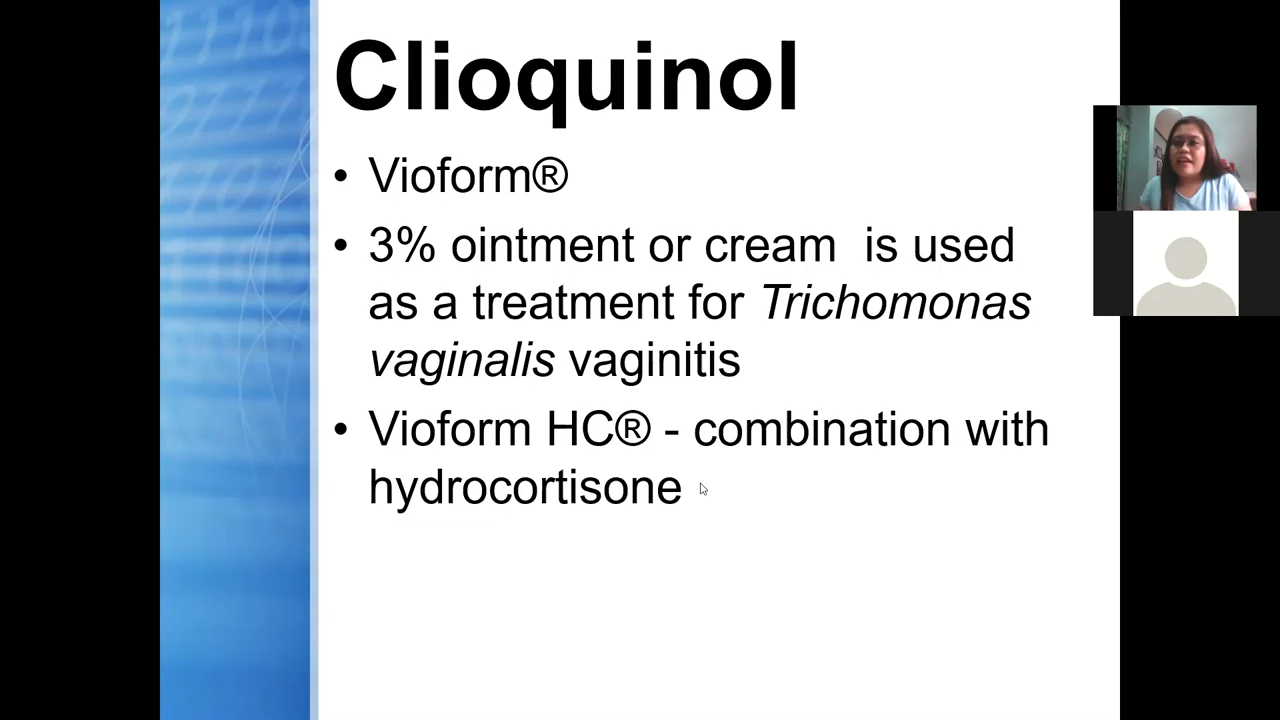 Clioquinol
• Vioform®
• 3% ointment or cream  is used
as a treatment for Trichomonas
vaginalis vaginitis
• Vioform HC® - combination with
hydrocortisone